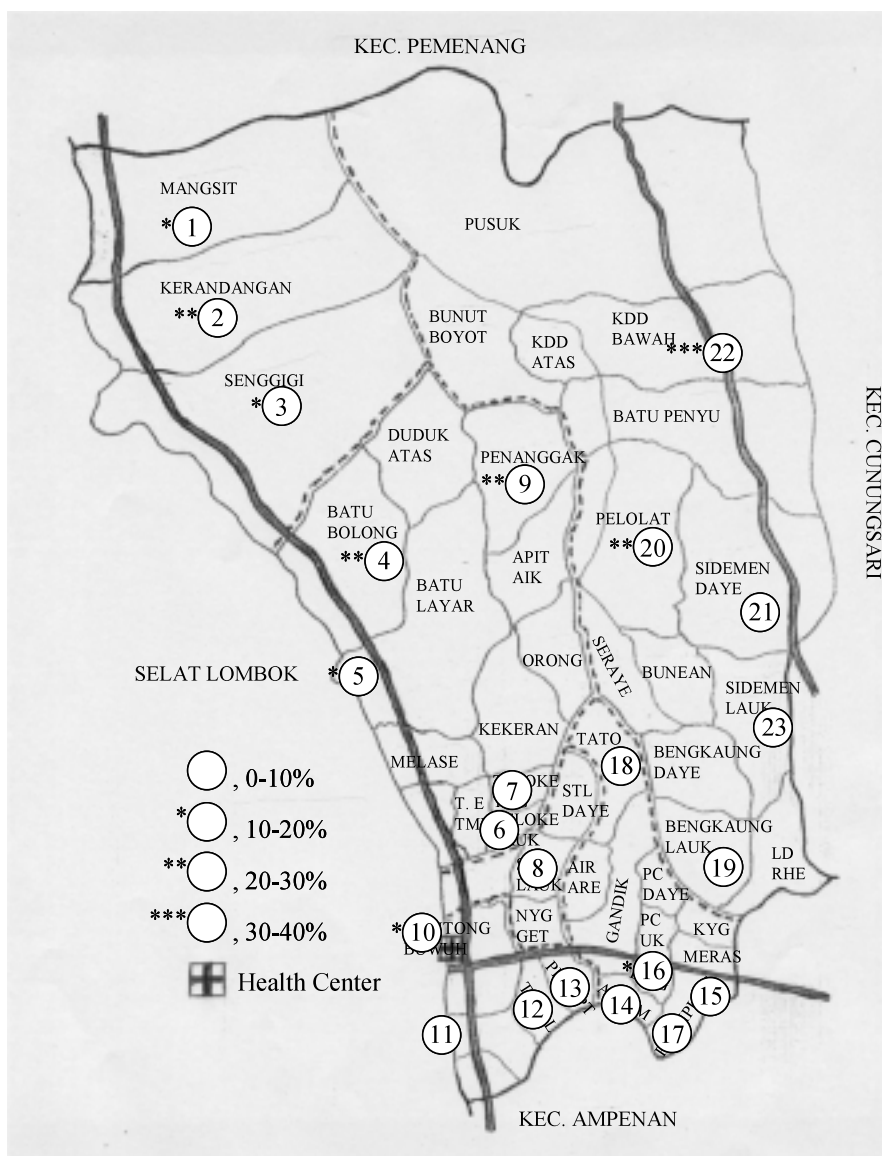 KEC. PEMENANG
MANGSIT
* 1
PUSUK
KERANDANGAN
** 2
BUNUT
BOYOT
KDD
ATAS
KDD
BAWAH
*** 22
SENGGIGI
* 3
DUDUK
ATAS
BATU PENYU
KEC. CUNUNGSARI
PENANGGAK
** 9
BATU
BOLONG
** 4
PELOLAT
** 20
APIT
AIK
BATU
LAYAR
SIDEMEN
DAYE
21
SELAT LOMBOK
* 5
ORONG
SERAYE
BUNEAN
SIDEMEN
LAUK
23
KEKERAN
TATO
18
BENGKAUNG
DAYE
MELASE
7
STL
DAYE
T. E
TM
6
BENGKAUNG
LAUK
19
LD
RHE
8
AIR
ARE
GANDIK
PC
DAYE
PC
UK
NYG
GET
KYG
MERAS
* 10
* 16
13
12
14
15
17
11
, 0-10%
* , 10-20%
** , 20-30%
*** , 30-40%
Health Center
KEC. AMPENAN